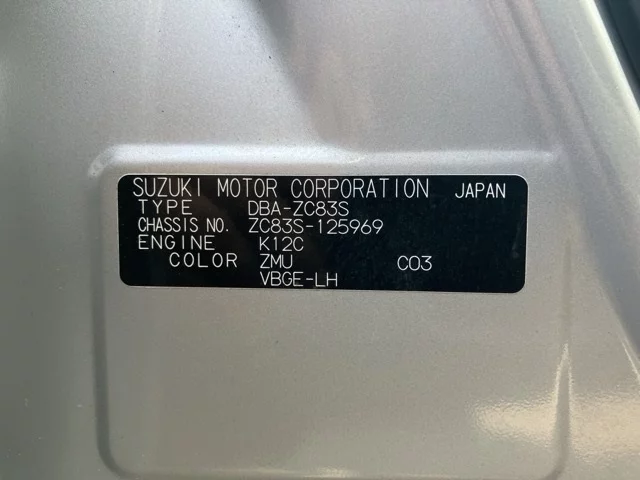 SUZUKI MOTOR CORPORATION JAPAN
TYPE DBA-ZC83S
CHASSIS NO. ZC83S-125969
ENGINE K12C
COLOR ZMU C03
VBGE-LH